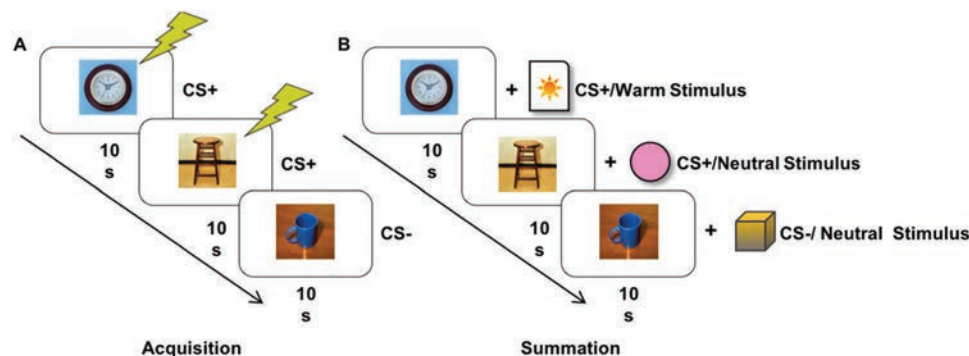 A
CS+
10
s
CS+
10
s
CS-
10
s
Acquisition
B
+ CS+/Warm Stimulus
10
s
+ CS+/Neutral Stimulus
10
s
+ CS-/ Neutral Stimulus
10
s
Summation